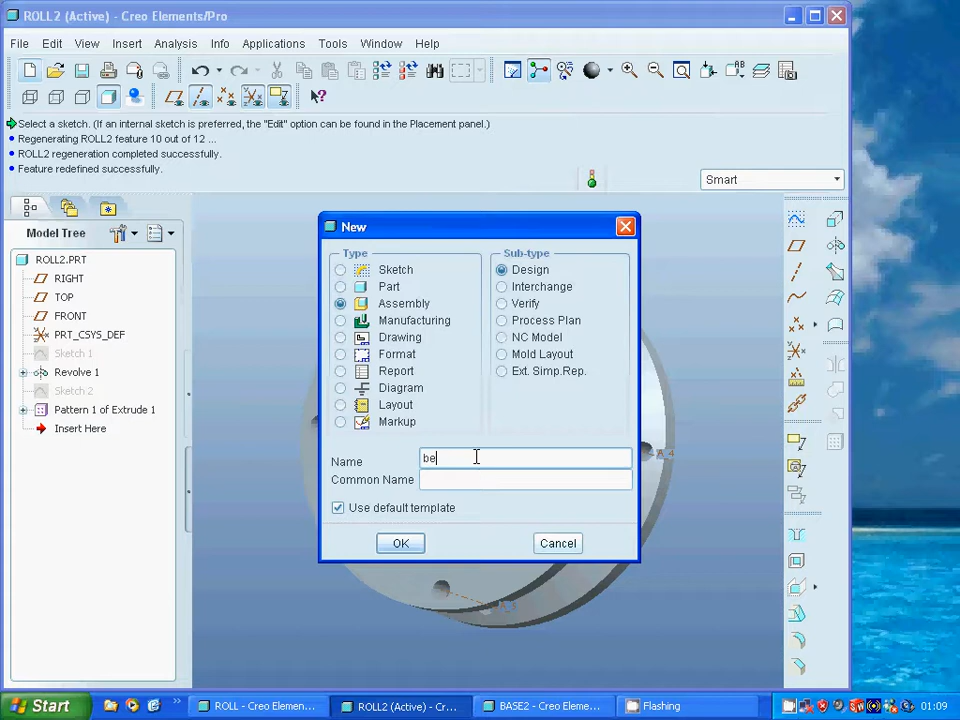 ROLL2 (Active) - Creo Elements/Pro
File Edit View Insert Analysis Info Applications Tools Window Help
Select a sketch. (If an internal sketch is preferred, the "Edit" option can be found in the Placement panel.)
Regenerating ROLL2 feature 10 out of 12 ...
ROLL2 regeneration completed successfully.
Feature redefined successfully.
Smart
Model Tree
ROLL2.PRT
RIGHT
TOP
FRONT
PRT_CSYS_DEF
Sketch 1
Revolve 1
Sketch 2
Pattern 1 of Extrude 1
Insert Here
New
Type
Sketch
Part
Assembly
Manufacturing
Drawing
Format
Report
Diagram
Layout
Markup
Sub-type
Design
Interchange
Verify
Process Plan
NC Model
Mold Layout
Ext. Simp.Rep.
Name be
Common Name
Use default template
OK Cancel
Start ROLL - Creo Elemen... ROLL2 (Active) - Cr... BASE2 - Creo Eleme... Flashing 01:09